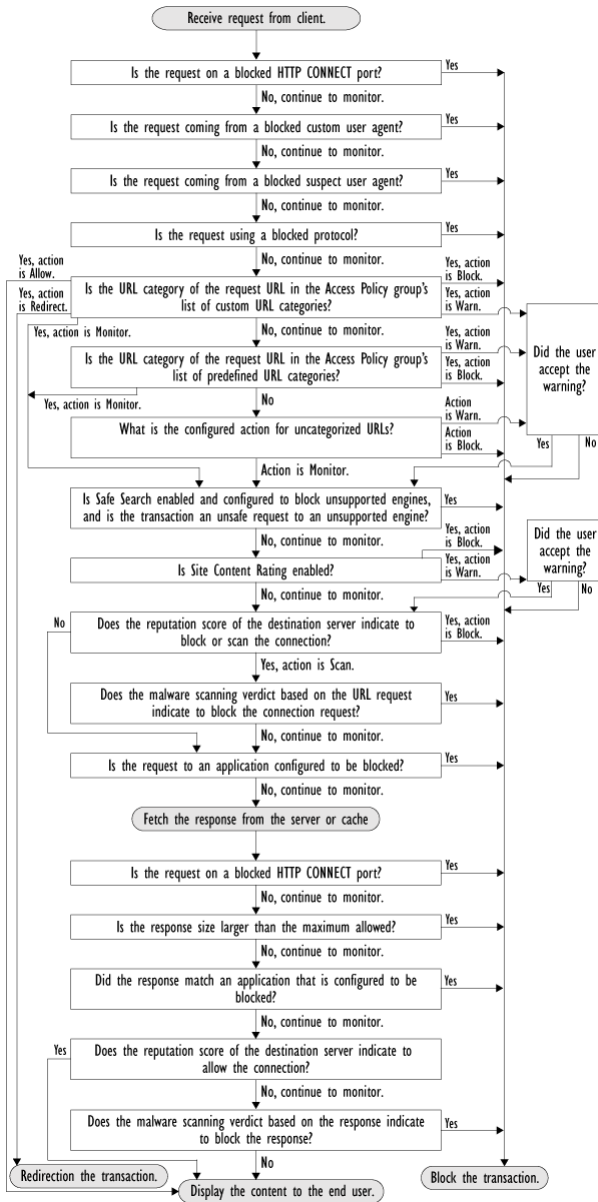 Receive request from client.
Is the request on a blocked HTTP CONNECT port?
Yes
No, continue to monitor.
Is the request coming from a blocked custom user agent?
Yes
No, continue to monitor.
Is the request coming from a blocked suspect user agent?
Yes
No, continue to monitor.
Is the request using a blocked protocol?
Yes
No, continue to monitor.
Yes, action
is Allow.
Yes, action
is Redirect.
Is the URL category of the request URL in the Access Policy group's
list of custom URL categories?
Yes, action
is Block.
Yes, action
is Warn.
Yes, action is Monitor.
No, continue to monitor.
Is the URL category of the request URL in the Access Policy group's
list of predefined URL categories?
Yes, action
is Warn.
Yes, action
is Block.
Did the user
accept the
warning?
Yes, action is Monitor.
No
What is the configured action for uncategorized URLs?
Action
is Warn.
Action
is Block.
Yes
No
Action is Monitor.
Is Safe Search enabled and configured to block unsupported engines,
and is the transaction an unsafe request to an unsupported engine?
Yes
No, continue to monitor.
Yes, action
is Block.
Is Site Content Rating enabled?
Yes, action
is Warn.
Did the user
accept the
warning?
Yes
No
No, continue to monitor.
No
Does the reputation score of the destination server indicate to
block or scan the connection?
Yes, action
is Block.
Yes, action is Scan.
Does the malware scanning verdict based on the URL request
indicate to block the connection request?
Yes
No, continue to monitor.
Is the request to an application configured to be blocked?
Yes
No, continue to monitor.
Fetch the response from the server or cache
Is the request on a blocked HTTP CONNECT port?
Yes
No, continue to monitor.
Is the response size larger than the maximum allowed?
Yes
No, continue to monitor.
Did the response match an application that is configured to be
blocked?
Yes
No, continue to monitor.
Yes
Does the reputation score of the destination server indicate to
allow the connection?
No, continue to monitor.
Does the malware scanning verdict based on the response indicate
to block the response?
Yes
No
Redirection the transaction.
Display the content to the end user.
Block the transaction.